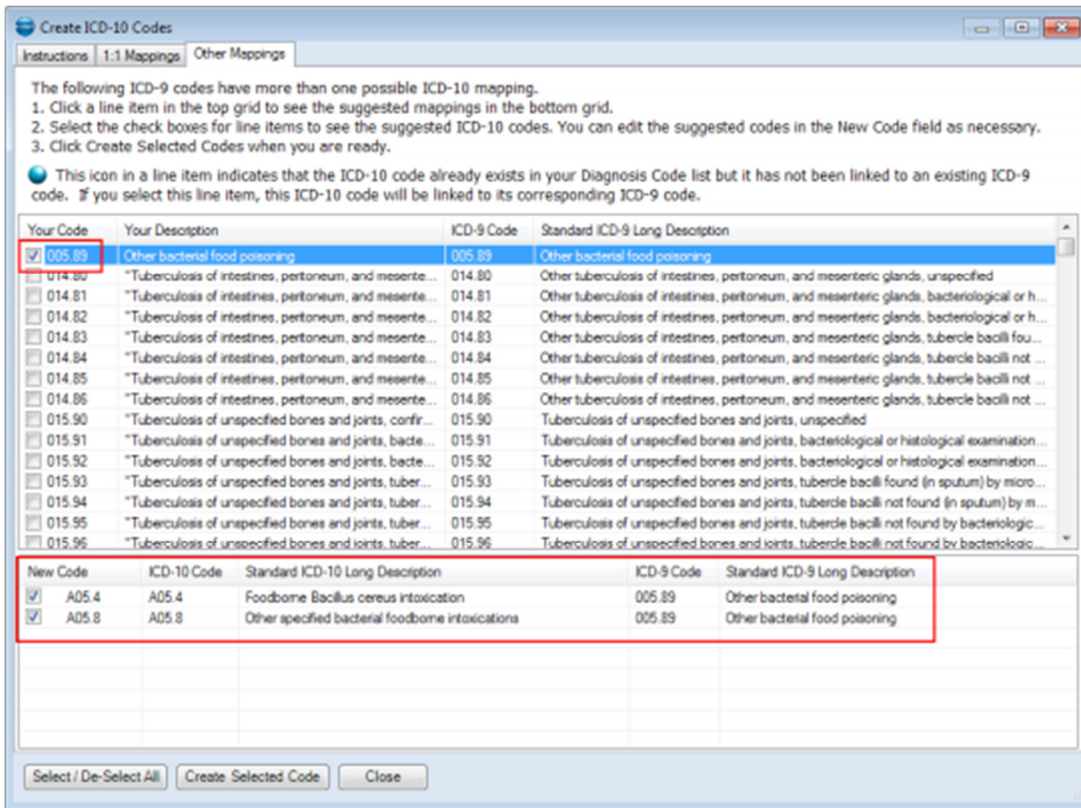 Create ICD-10 Codes
Instructions 1:1 Mappings Other Mappings
The following ICD-9 codes have more than one possible ICD-10 mapping.
1. Click a line item in the top grid to see the suggested mappings in the bottom grid.
2. Select the check boxes for line items to see the suggested ICD-10 codes. You can edit the suggested codes in the New Code field as necessary.
3. Click Create Selected Codes when you are ready.
This icon in a line item indicates that the ICD-10 code already exists in your Diagnosis Code list but it has not been linked to an existing ICD-9
code. If you select this line item, this ICD-10 code will be linked to its corresponding ICD-9 code.
Your Code Your Description ICD-9 Code Standard ICD-9 Long Description
005.89 Other bacterial food poisoning 005.89 Other bacterial food poisoning
014.80 "Tuberculosis of intestines, peritoneum, and mesente... 014.80 Other tuberculosis of intestines, peritoneum, and mesenteric glands, unspecified
014.81 "Tuberculosis of intestines, peritoneum, and mesente... 014.81 Other tuberculosis of intestines, peritoneum, and mesenteric glands, bacteriological or h...
014.82 "Tuberculosis of intestines, peritoneum, and mesente... 014.82 Other tuberculosis of intestines, peritoneum, and mesenteric glands, bacteriological or h...
014.83 "Tuberculosis of intestines, peritoneum, and mesente... 014.83 Other tuberculosis of intestines, peritoneum, and mesenteric glands, tubercle bacilli fou...
014.84 "Tuberculosis of intestines, peritoneum, and mesente... 014.84 Other tuberculosis of intestines, peritoneum, and mesenteric glands, tubercle bacilli not ...
014.85 "Tuberculosis of intestines, peritoneum, and mesente... 014.85 Other tuberculosis of intestines, peritoneum, and mesenteric glands, tubercle bacilli not ...
014.86 "Tuberculosis of intestines, peritoneum, and mesente... 014.86 Other tuberculosis of intestines, peritoneum, and mesenteric glands, tubercle bacilli not ...
015.90 "Tuberculosis of unspecified bones and joints, confir... 015.90 Tuberculosis of unspecified bones and joints, unspecified
015.91 "Tuberculosis of unspecified bones and joints, bacte... 015.91 Tuberculosis of unspecified bones and joints, bacteriological or histological examination...
015.92 "Tuberculosis of unspecified bones and joints, bacte... 015.92 Tuberculosis of unspecified bones and joints, bacteriological or histological examination...
015.93 "Tuberculosis of unspecified bones and joints, tuber... 015.93 Tuberculosis of unspecified bones and joints, tubercle bacilli found (in sputum) by micro...
015.94 "Tuberculosis of unspecified bones and joints, tuber... 015.94 Tuberculosis of unspecified bones and joints, tubercle bacilli not found (in sputum) by m...
015.95 "Tuberculosis of unspecified bones and joints, tuber... 015.95 Tuberculosis of unspecified bones and joints, tubercle bacilli not found by bacteriologic...
015.96 "Tuberculosis of unspecified bones and joints, tuber... 015.96 Tuberculosis of unspecified bones and joints, tubercle bacilli not found by bacteriologic...
New Code ICD-10 Code Standard ICD-10 Long Description ICD-9 Code Standard ICD-9 Long Description
A05.4 A05.4 Foodborne Bacillus cereus intoxication 005.89 Other bacterial food poisoning
A05.8 A05.8 Other specified bacterial foodborne intoxications 005.89 Other bacterial food poisoning
Select / De-Select All Create Selected Code Close